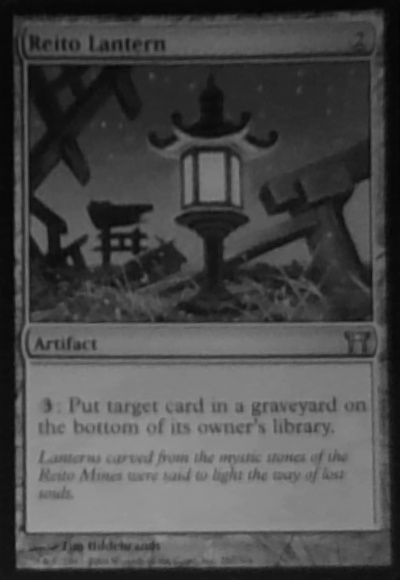 Reito Lantern 2
Artifact
3: Put target card in a graveyard on
the bottom of its owner's library.
Lanterns carved from the mystic stones of the
Reito Mines were said to light the way of lost
souls.
Tim Hildebrandt